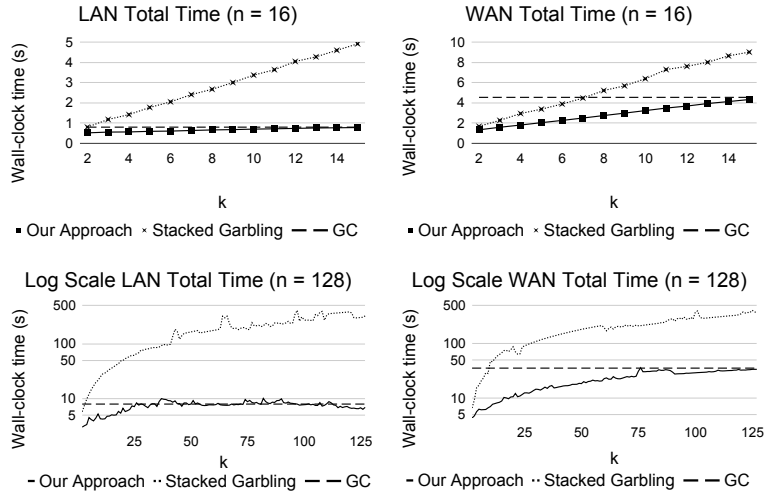 LAN Total Time (n = 16)
Wall-clock time (s)
5
4
3
2
1
0
2 4 6 8 10 12 14
k
Our Approach Stacked Garbling GC
WAN Total Time (n = 16)
Wall-clock time (s)
10
8
6
4
2
0
2 4 6 8 10 12 14
k
Our Approach Stacked Garbling GC
Log Scale LAN Total Time (n = 128)
Wall-clock time (s)
500
100
50
10
5
25 50 75 100 125
k
Our Approach Stacked Garbling GC
Log Scale WAN Total Time (n = 128)
Wall-clock time (s)
500
100
50
10
5
25 50 75 100 125
k
Our Approach Stacked Garbling GC